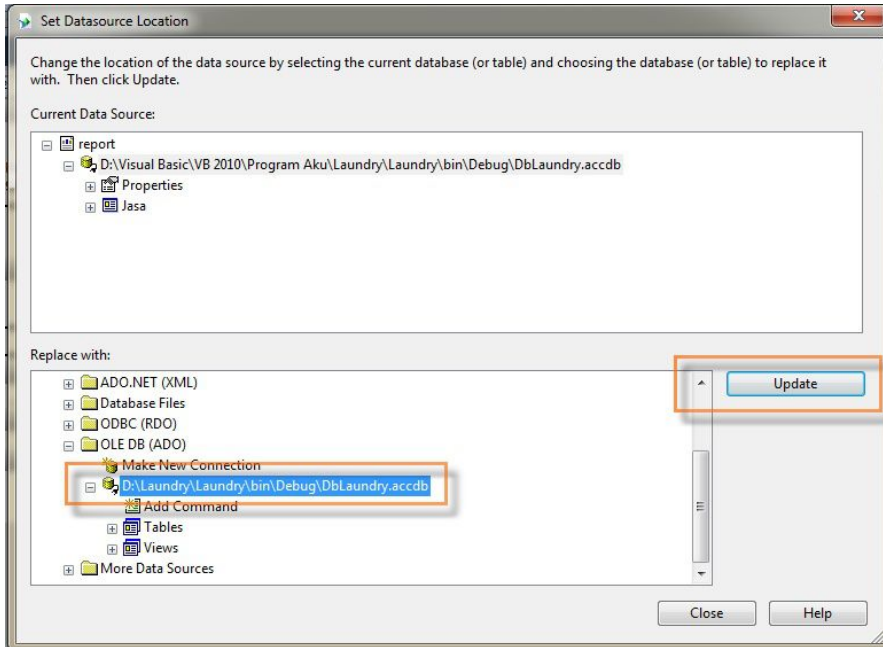 Set Datasource Location
Change the location of the data source by selecting the current database (or table) and choosing the database (or table) to replace it
with. Then click Update.
Current Data Source:
report
D:\Visual Basic\VB 2010\Program Aku\Laundry\Laundry\bin\Debug\DbLaundry.accdb
Properties
Jasa
Replace with:
ADO.NET (XML)
Database Files
ODBC (RDO)
OLE DB (ADO)
Make New Connection
D:\Laundry\Laundry\bin\Debug\DbLaundry.accdb
Add Command
Tables
Views
More Data Sources
Update
Close
Help